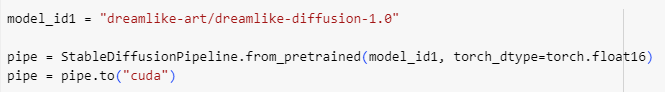 model_id1 = "dreamlike-art/dreamlike-diffusion-1.0"
pipe = StableDiffusionPipeline.from_pretrained(model_id1, torch_dtype=torch.float16)
pipe = pipe.to("cuda")